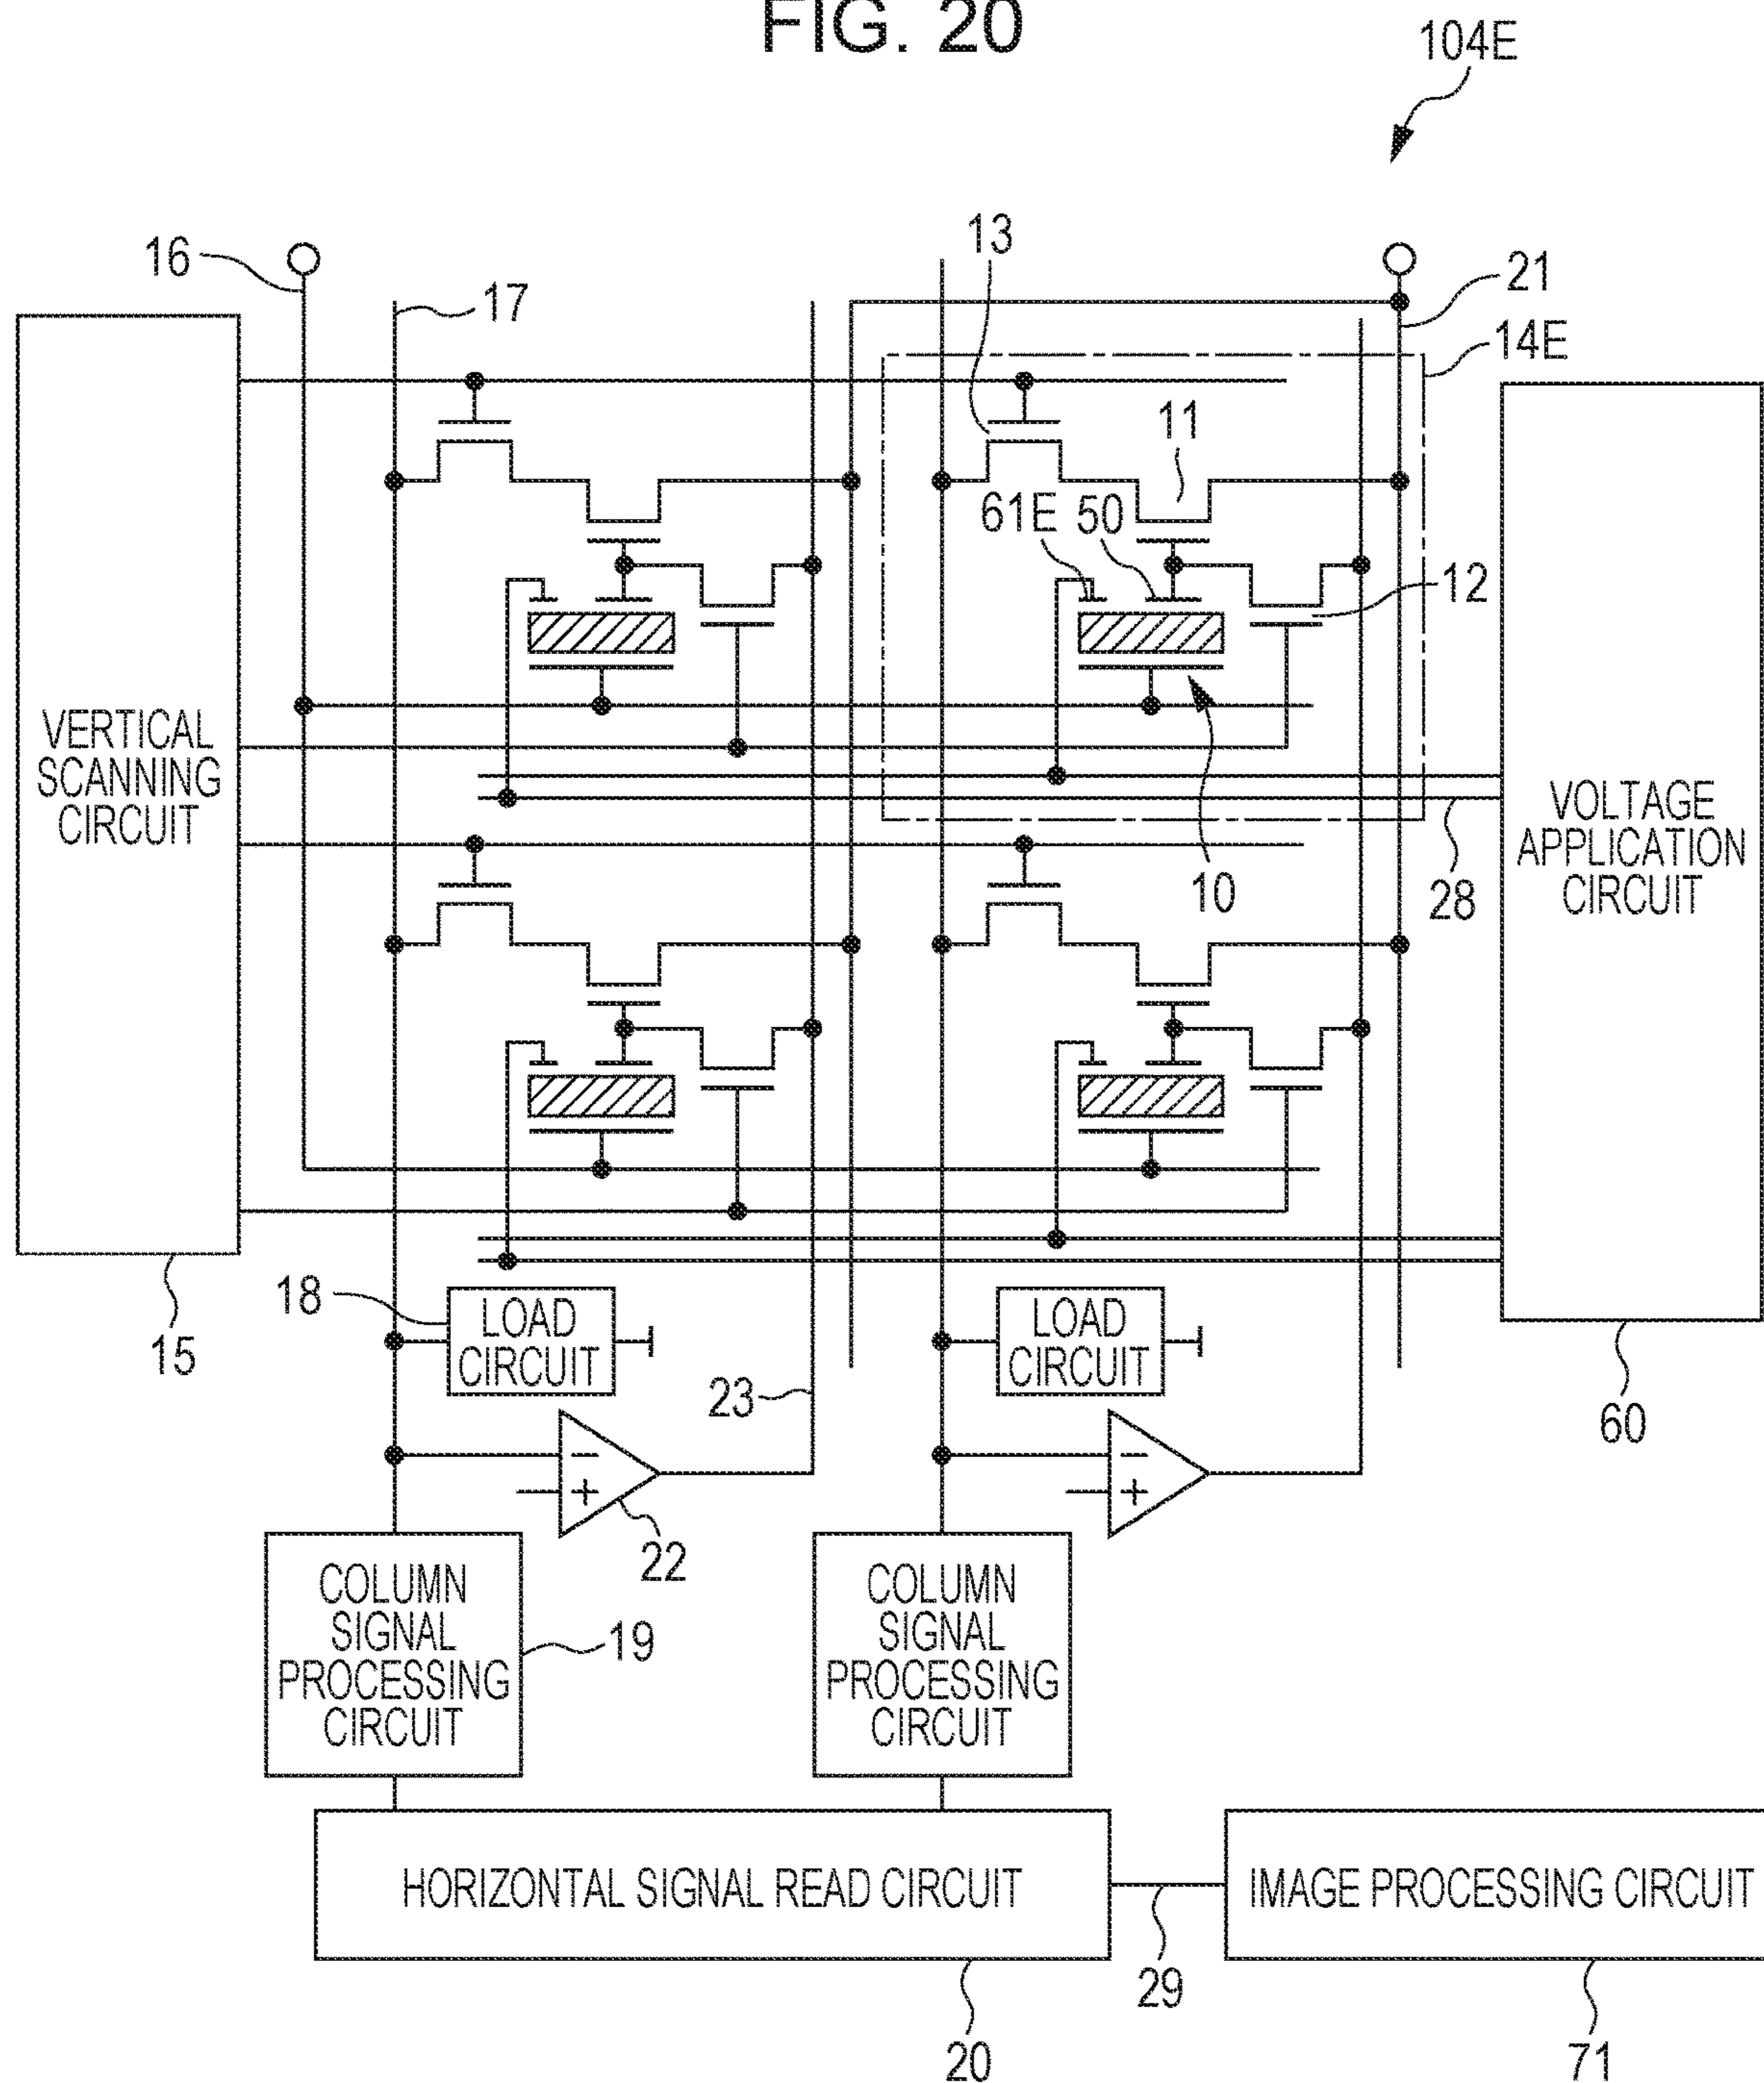 FIG. 20
104E
16
17
13
21
14E
11
61E
50
12
VERTICAL
SCANNING
CIRCUIT
VOLTAGE
APPLICATION
CIRCUIT
10
28
15
18
LOAD
CIRCUIT
LOAD
CIRCUIT
23
60
−
+
−
+
22
COLUMN
SIGNAL
PROCESSING
CIRCUIT
19
COLUMN
SIGNAL
PROCESSING
CIRCUIT
HORIZONTAL SIGNAL READ CIRCUIT
IMAGE PROCESSING CIRCUIT
29
20
71